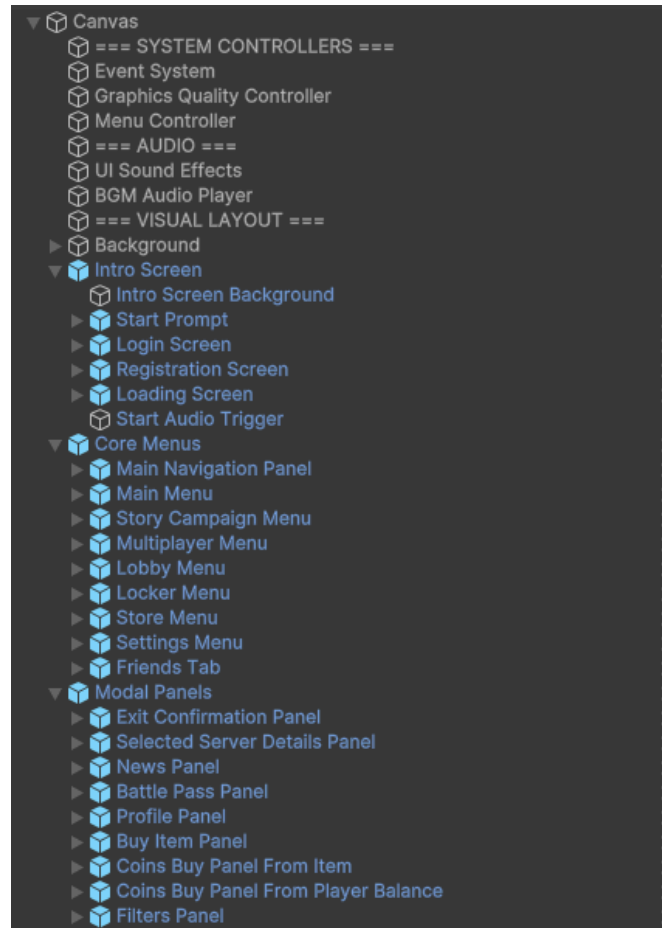 Canvas
=== SYSTEM CONTROLLERS ===
Event System
Graphics Quality Controller
Menu Controller
=== AUDIO ===
UI Sound Effects
BGM Audio Player
=== VISUAL LAYOUT ===
Background
Intro Screen
Intro Screen Background
Start Prompt
Login Screen
Registration Screen
Loading Screen
Start Audio Trigger
Core Menus
Main Navigation Panel
Main Menu
Story Campaign Menu
Multiplayer Menu
Lobby Menu
Locker Menu
Store Menu
Settings Menu
Friends Tab
Modal Panels
Exit Confirmation Panel
Selected Server Details Panel
News Panel
Battle Pass Panel
Profile Panel
Buy Item Panel
Coins Buy Panel From Item
Coins Buy Panel From Player Balance
Filters Panel